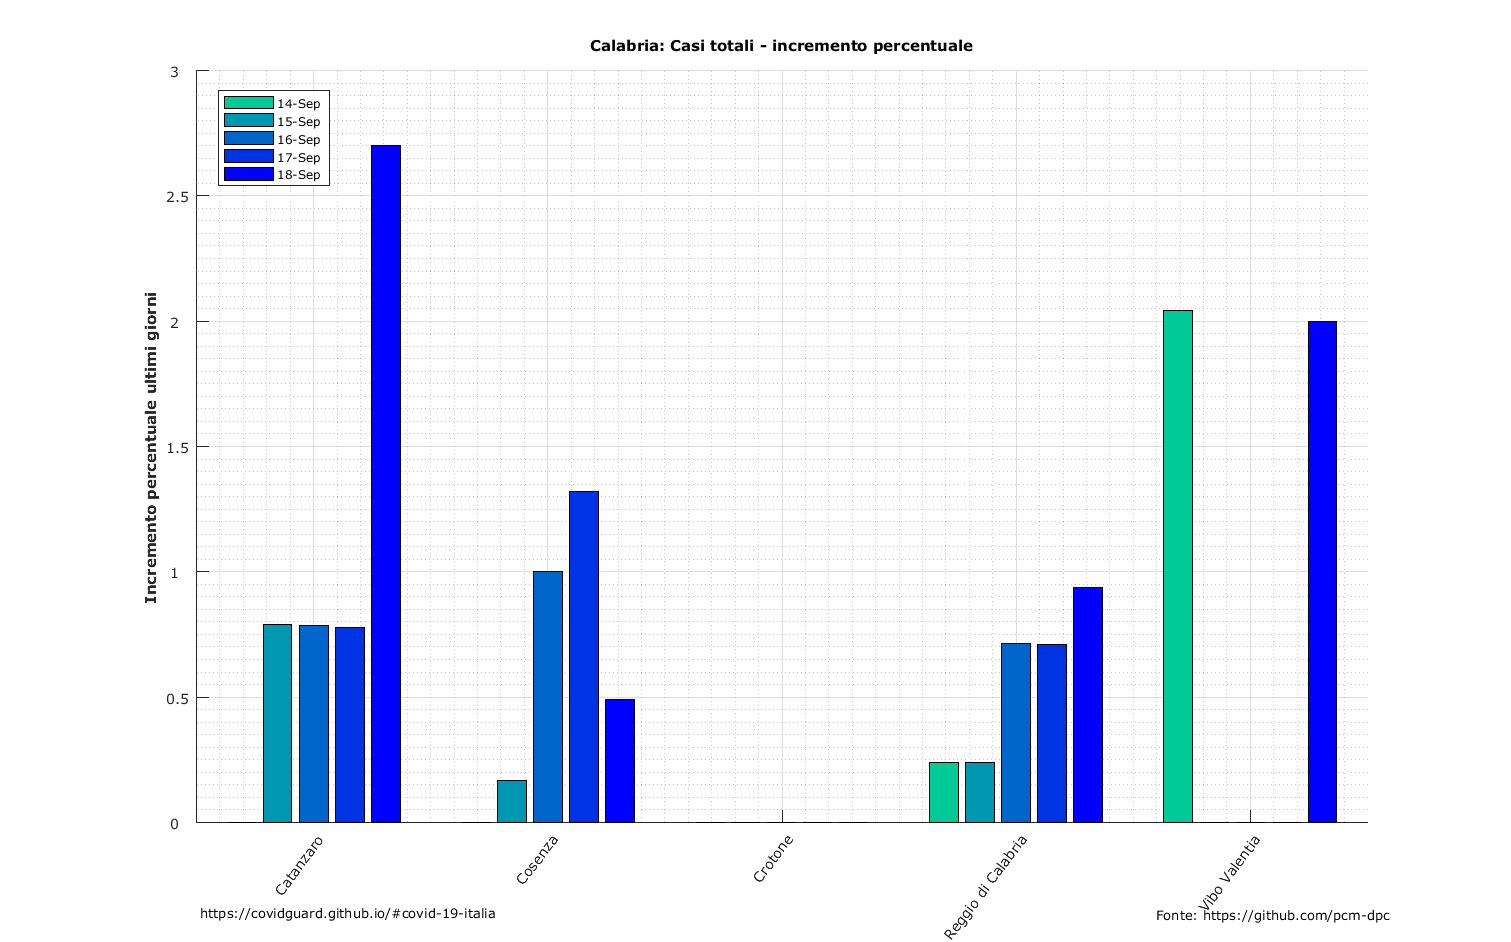 Calabria: Casi totali - incremento percentuale
3
2.5
2
1.5
1
0.5
0
Incremento percentuale ultimi giorni
14-Sep
15-Sep
16-Sep
17-Sep
18-Sep
Catanzaro
Cosenza
Crotone
Reggio di Calabria
Vibo Valentia
https://covidguard.github.io/#covid-19-italia
Fonte: https://github.com/pcm-dpc